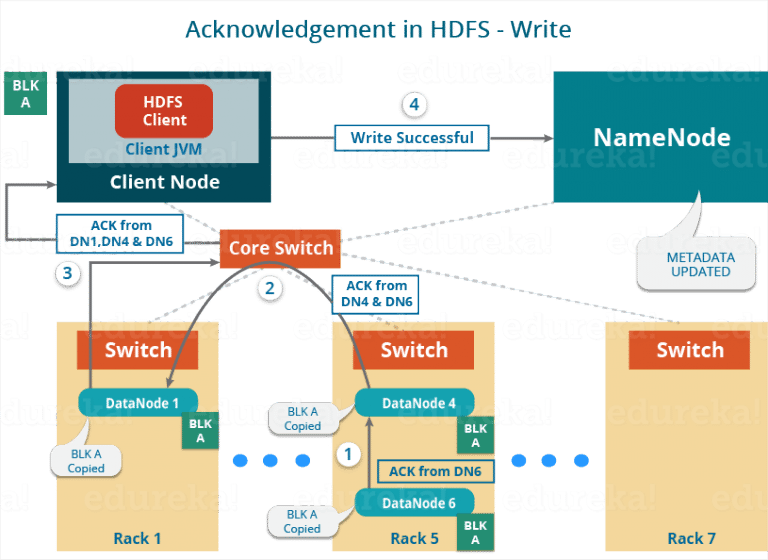 Acknowledgement in HDFS - Write
BLK
A
HDFS
Client
Client JVM
Client Node
4
Write Successful
NameNode
METADATA
UPDATED
ACK from
DN1,DN4 & DN6
3
Core Switch
2
ACK from
DN4 & DN6
Switch
Switch
Switch
DataNode 1
BLK
A
BLK A
Copied
DataNode 4
BLK A
Copied
BLK
A
1
ACK from DN6
DataNode 6
BLK A
Copied
BLK
A
Rack 1
Rack 5
Rack 7
edureka!